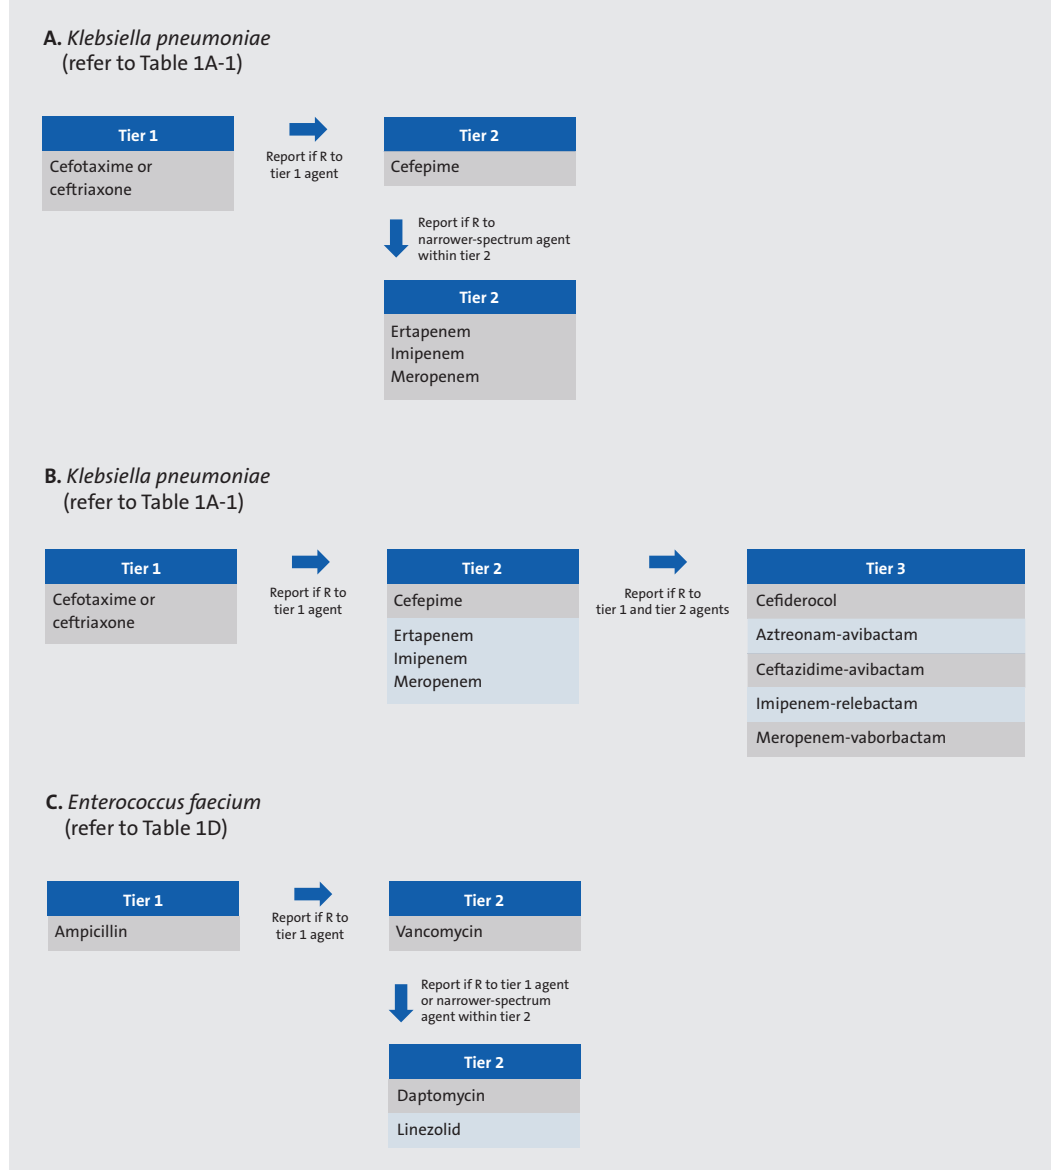 A. Klebsiella pneumoniae
(refer to Table 1A-1)
Tier 1
Cefotaxime or
ceftriaxone
Report if R to
tier 1 agent
Tier 2
Cefepime
Report if R to
narrower-spectrum agent
within tier 2
Tier 2
Ertapenem
Imipenem
Meropenem
B. Klebsiella pneumoniae
(refer to Table 1A-1)
Tier 1
Cefotaxime or
ceftriaxone
Report if R to
tier 1 agent
Tier 2
Cefepime
Ertapenem
Imipenem
Meropenem
Report if R to
tier 1 and tier 2 agents
Tier 3
Cefiderocol
Aztreonam-avibactam
Ceftazidime-avibactam
Imipenem-relebactam
Meropenem-vaborbactam
C. Enterococcus faecium
(refer to Table 1D)
Tier 1
Ampicillin
Report if R to
tier 1 agent
Tier 2
Vancomycin
Report if R to tier 1 agent
or narrower-spectrum
agent within tier 2
Tier 2
Daptomycin
Linezolid